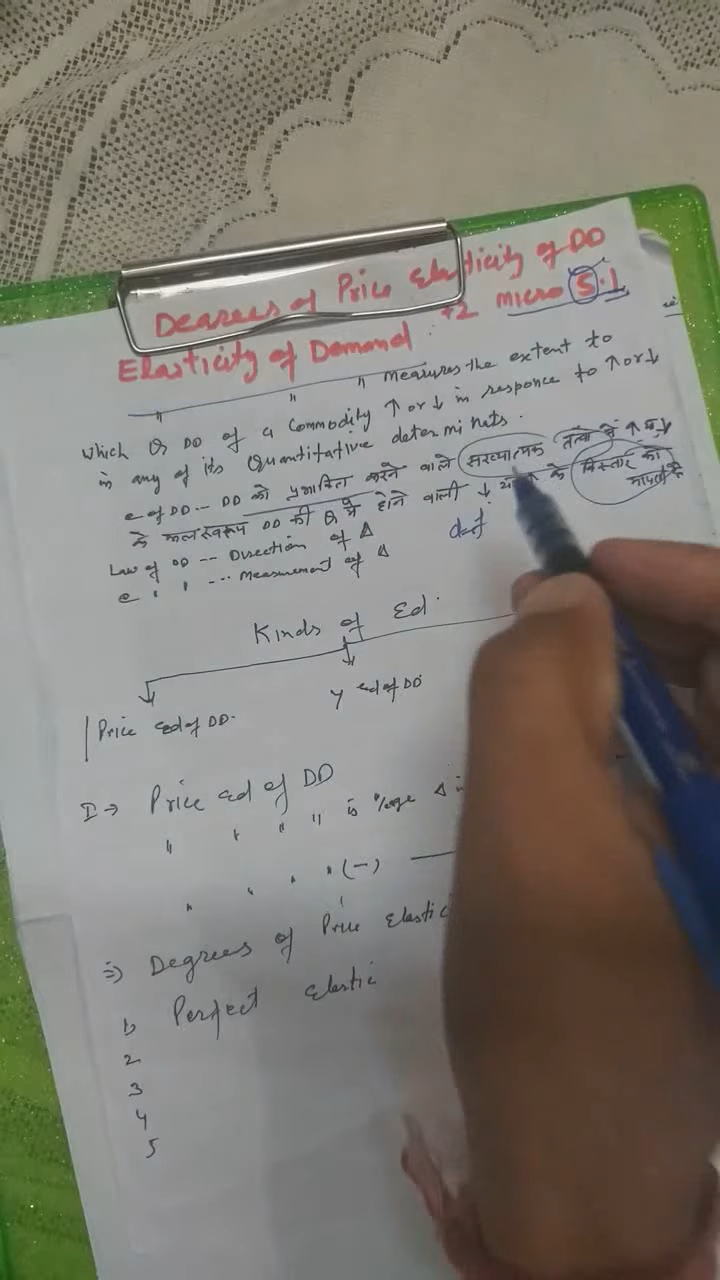 Degrees of Price Elasticity of DD
Elasticity of Demand +2 micro 5.1
" " " Measures the extent to
which Q DD of a Commodity ↑ or ↓ in responce to ↑ or ↓
in any of its Quantitative determinets.
e of DD -- DD को प्रभावित करने वाले संख्यात्मक तत्वों में ↑ य ↓
के फलस्वरूप DD की Q में होने वाली ↓ या ↑ के विस्तार को
मापती है
Law of DD -- Direction of Δ
e " " -- Measurement of Δ
def
Kinds of Ed.
Price Ed of DD.
y Ed of DD
I → Price ed of DD
" " " " is %age Δ
" " " " (-)
⇒ Degrees of Price Elastic
1) Perfect Elastic
2
3
4
5